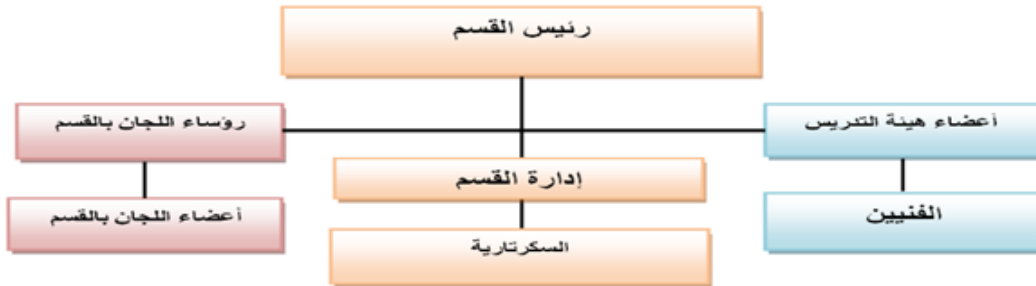 رئيس القسم
أعضاء هيئة التدريس
رؤساء اللجان بالقسم
إدارة القسم
الفنيين
أعضاء اللجان بالقسم
السكرتارية